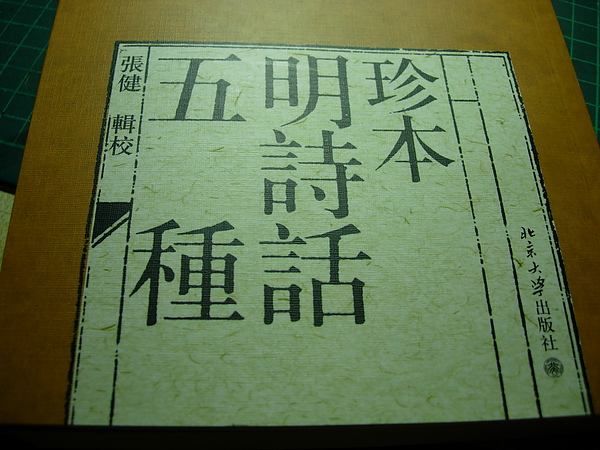 珍本
明詩話
五種
張健 輯校
北京大学出版社